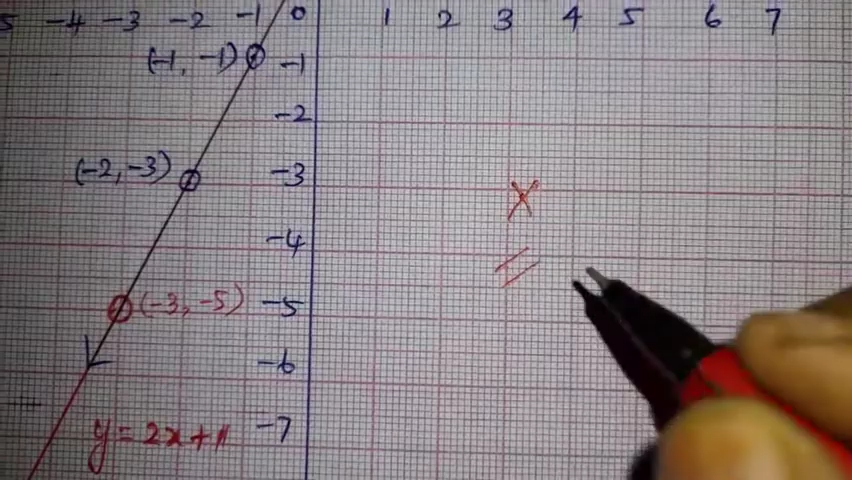 5 -4 -3 -2 -1 0 1 2 3 4 5 6 7
(-1, -1) -1
-2
(-2, -3) -3
X
-4
(-3, -5) -5
-6
y = 2x+1 -7